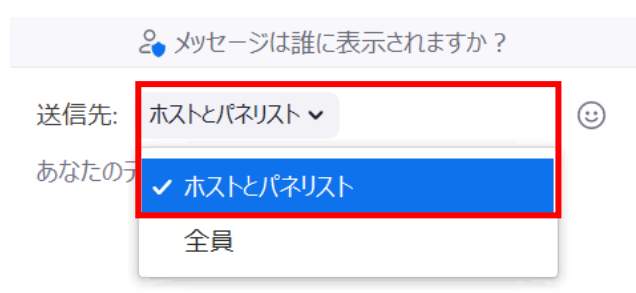 メッセージは誰に表示されますか？
送信先: ホストとパネリスト
あなたの
ホストとパネリスト
全員